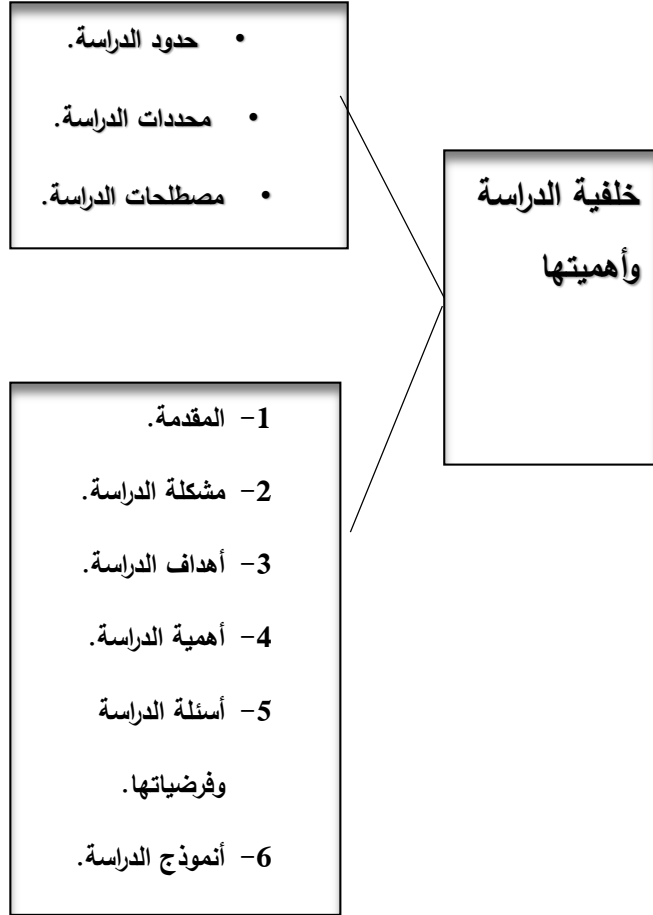 خلفية الدراسة
وأهميتها
• حدود الدراسة.
• محددات الدراسة.
• مصطلحات الدراسة.
1- المقدمة.
2- مشكلة الدراسة.
3- أهداف الدراسة.
4- أهمية الدراسة.
5- أسئلة الدراسة
وفرضياتها.
6- أنموذج الدراسة.